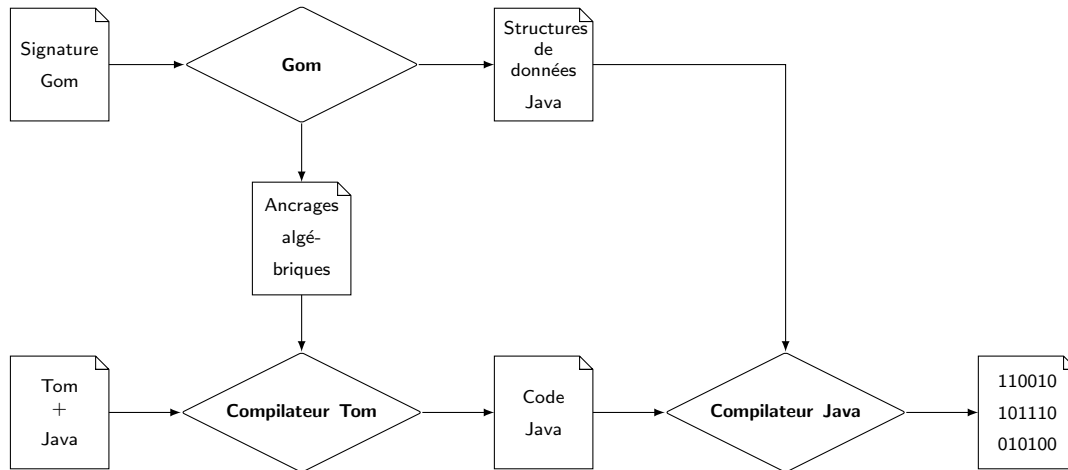 Signature
Gom
Gom
Structures
de
données
Java
Ancrages
algé-
briques
Tom
+
Java
Compilateur Tom
Code
Java
Compilateur Java
110010
101110
010100